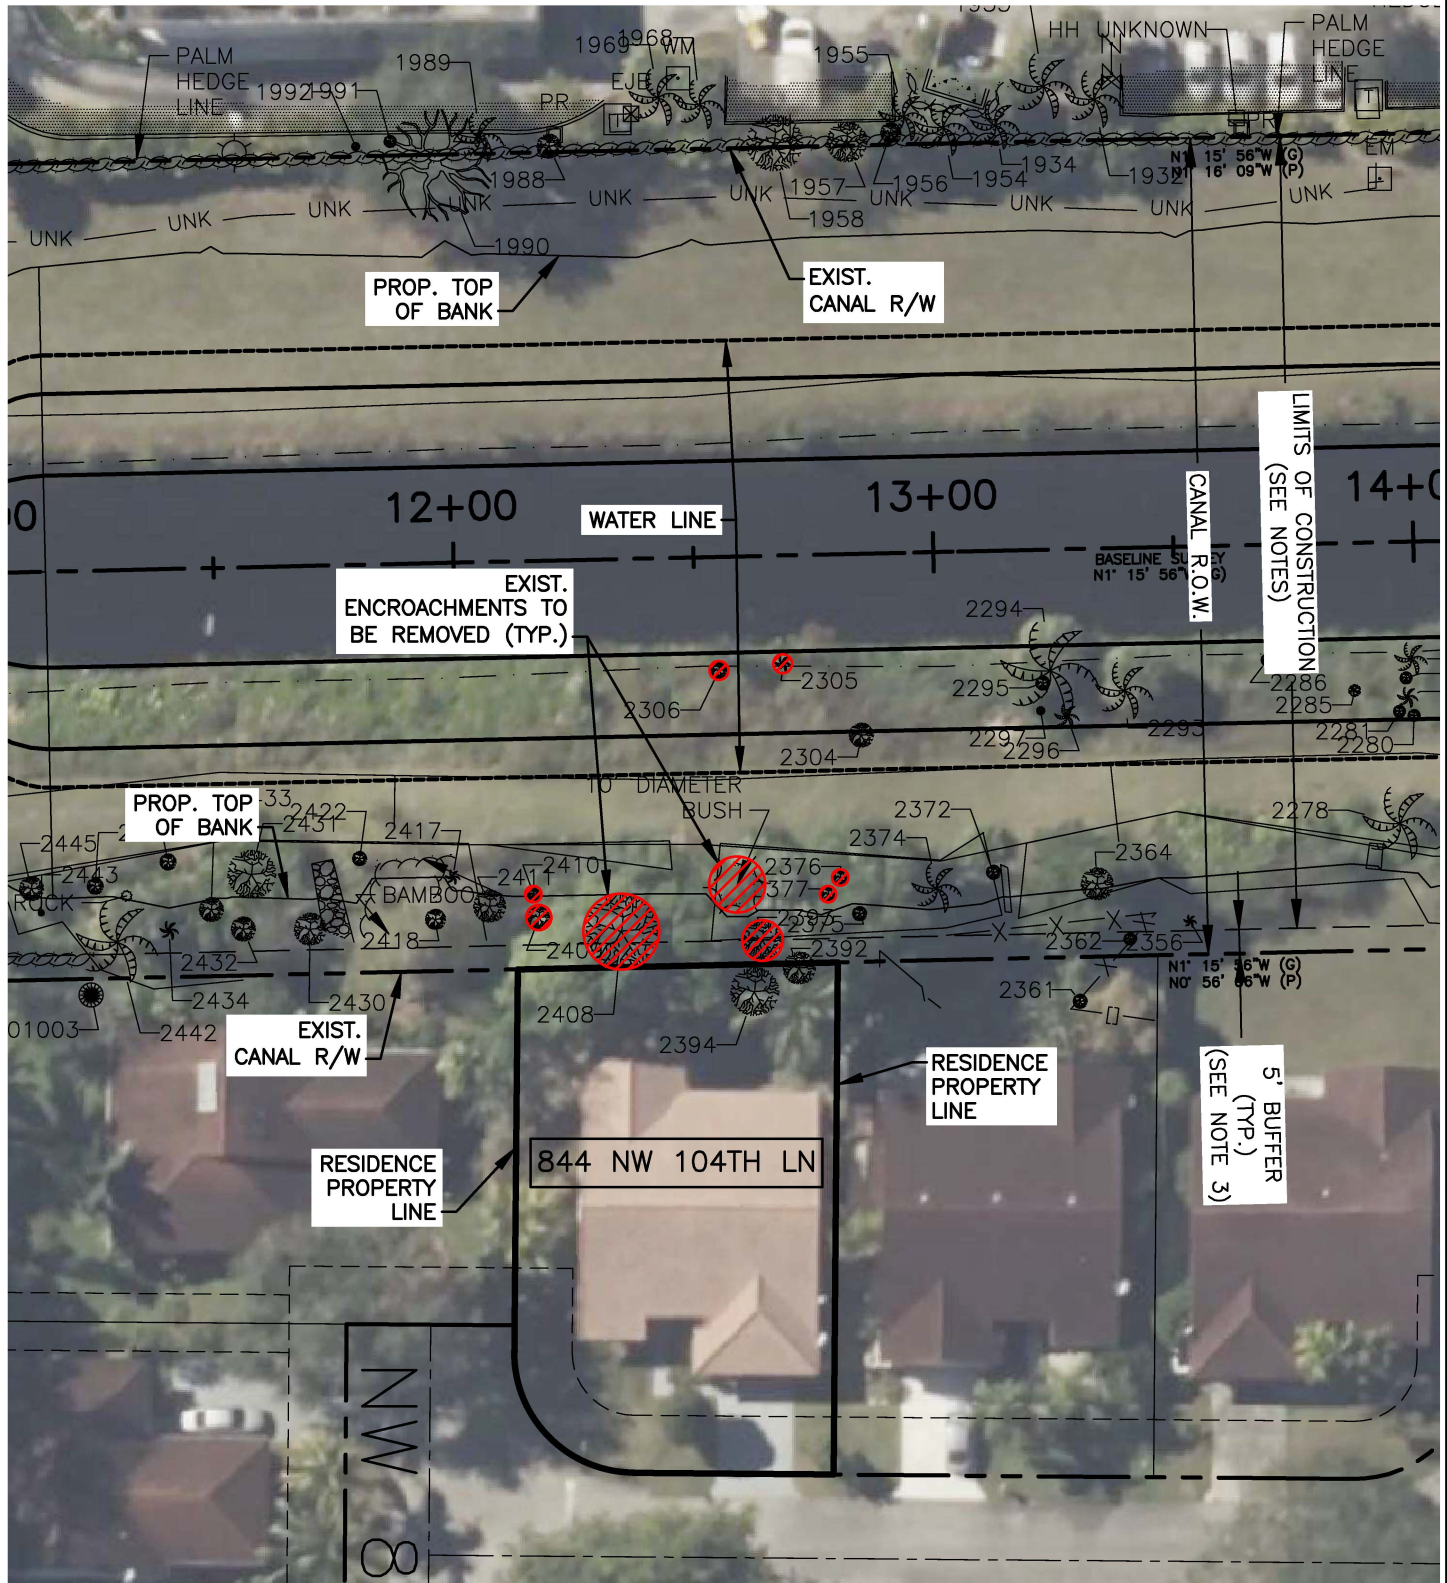 1955
PALM
HEDGE
LINE
1992
1991
1989
1969
1968
WM
EJB
PR
HH UNKNOWN
PALM
HEDGE
LINE
T
T
PR
EM
1988
1957
1958
1956
1954
1934
1932
N1° 15' 56"W (G)
N1° 16' 09"W (P)
UNK
UNK
UNK
UNK
UNK
UNK
UNK
UNK
UNK
UNK
1990
PROP. TOP
OF BANK
EXIST.
CANAL R/W
LIMITS OF CONSTRUCTION
(SEE NOTES)
CANAL R.O.W.
12+00
13+00
WATER LINE
BASELINE SURVEY
N1° 15' 56"W (G)
EXIST.
ENCROACHMENTS TO
BE REMOVED (TYP.)
2294
2295
2297
2296
2293
2286
2285
2281
2280
2306
2305
2304
10' DIAMETER
BUSH
PROP. TOP
OF BANK
2431
2422
2417
2445
2443
ROCK
BAMBOO
2411
2410
2418
2432
2434
2430
2442
01003
2408
2376
2377
2374
2372
2375
2392
2394
2364
2278
2362
2356
2361
N1° 15' 56"W (G)
N0° 56' 66"W (P)
EXIST.
CANAL R/W
RESIDENCE
PROPERTY
LINE
5' BUFFER
(TYP.)
(SEE NOTE 3)
844 NW 104TH LN
RESIDENCE
PROPERTY
LINE
NW 8